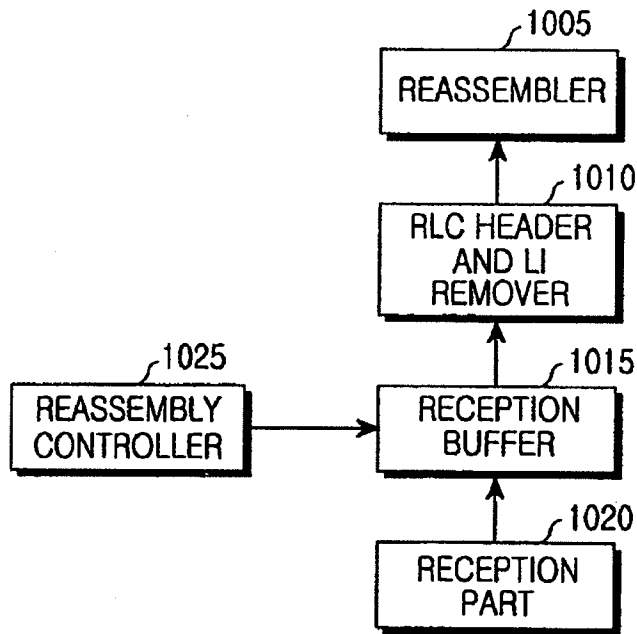 1005
REASSEMBLER
1010
RLC HEADER
AND LI
REMOVER
1025
REASSEMBLY
CONTROLLER
1015
RECEPTION
BUFFER
1020
RECEPTION
PART